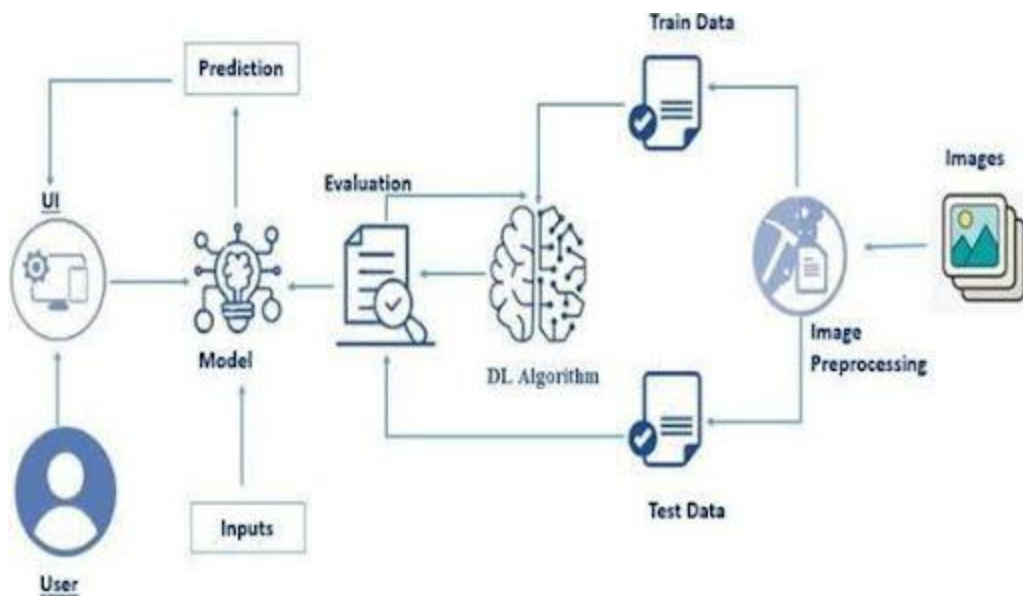 Train Data
Prediction
Images
Evaluation
UI
Image
Preprocessing
Model
DL Algorithm
Test Data
Inputs
User